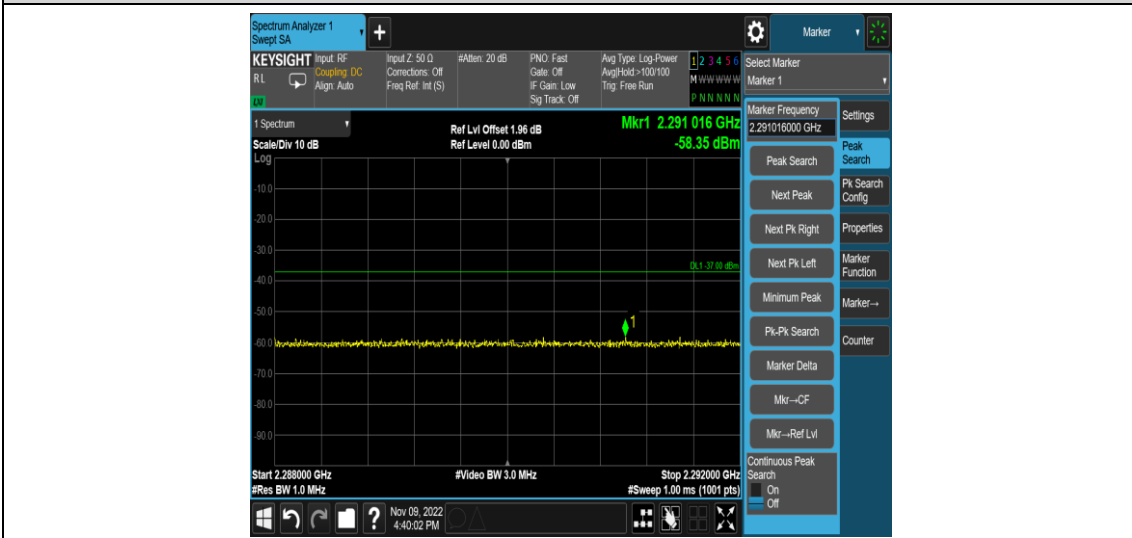 Spectrum Analyzer 1
Swept SA
+
Marker
KEYSIGHT
RL
LXI
Input: RF
Coupling: DC
Align: Auto
Input Z: 50 Ω
Corrections: Off
Freq Ref: Int (S)
#Atten: 20 dB
PNO: Fast
Gate: Off
IF Gain: Low
Sig Track: Off
Avg Type: Log-Power
Avg|Hold:>100/100
Trig: Free Run
1 2 3 4 5 6
M W W W W W
P N N N N N
Select Marker
Marker 1
1 Spectrum
Scale/Div 10 dB
Ref Lvl Offset 1.96 dB
Ref Level 0.00 dBm
Mkr1 2.291 016 GHz
-58.35 dBm
Log
-10.0
-20.0
-30.0
DL1 -37.00 dBm
-40.0
-50.0
1
-60.0
-70.0
-80.0
-90.0
Start 2.288000 GHz
#Res BW 1.0 MHz
#Video BW 3.0 MHz
Stop 2.292000 GHz
#Sweep 1.00 ms (1001 pts)
Marker Frequency
2.291016000 GHz
Peak Search
Next Peak
Next Pk Right
Next Pk Left
Minimum Peak
Pk-Pk Search
Marker Delta
Mkr→CF
Mkr→Ref Lvl
Continuous Peak
Search
On
Off
Settings
Peak
Search
Pk Search
Config
Properties
Marker
Function
Marker→
Counter
?
Nov 09, 2022
4:40:02 PM